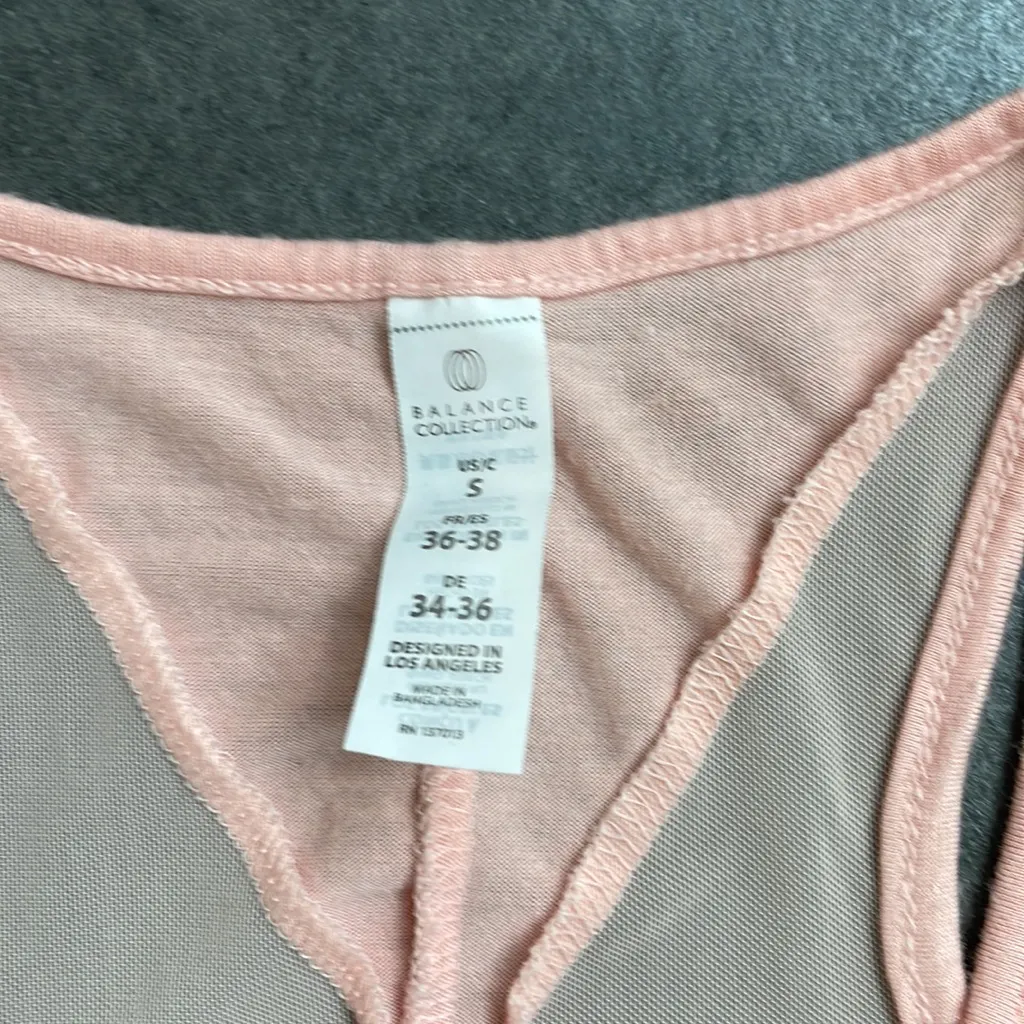 BALANCE
COLLECTION®
US/C
S
FR/ES
36-38
DE
34-36
DESIGNED IN
LOS ANGELES
MADE IN
BANGLADESH
RN 137013